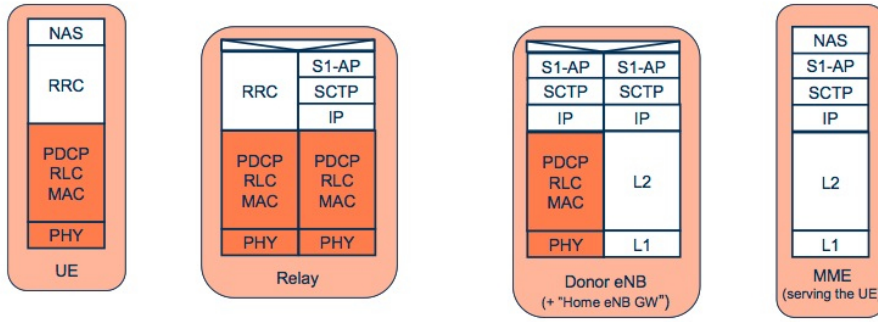 NAS
RRC
PDCP
RLC
MAC
PHY
UE
RRC
S1-AP
SCTP
IP
PDCP
RLC
MAC
PDCP
RLC
MAC
PHY
PHY
Relay
S1-AP
S1-AP
SCTP
SCTP
IP
IP
PDCP
RLC
MAC
L2
PHY
L1
Donor eNB
(+ "Home eNB GW")
NAS
S1-AP
SCTP
IP
L2
L1
MME
(serving the UE